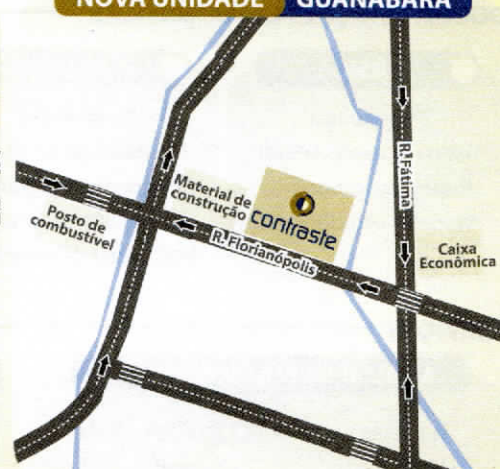 NOVA UNIDADE GUANABARA
R. Fátima
Material de
construção
contraste
Posto de
combustível
R. Florianópolis
Caixa
Econômica